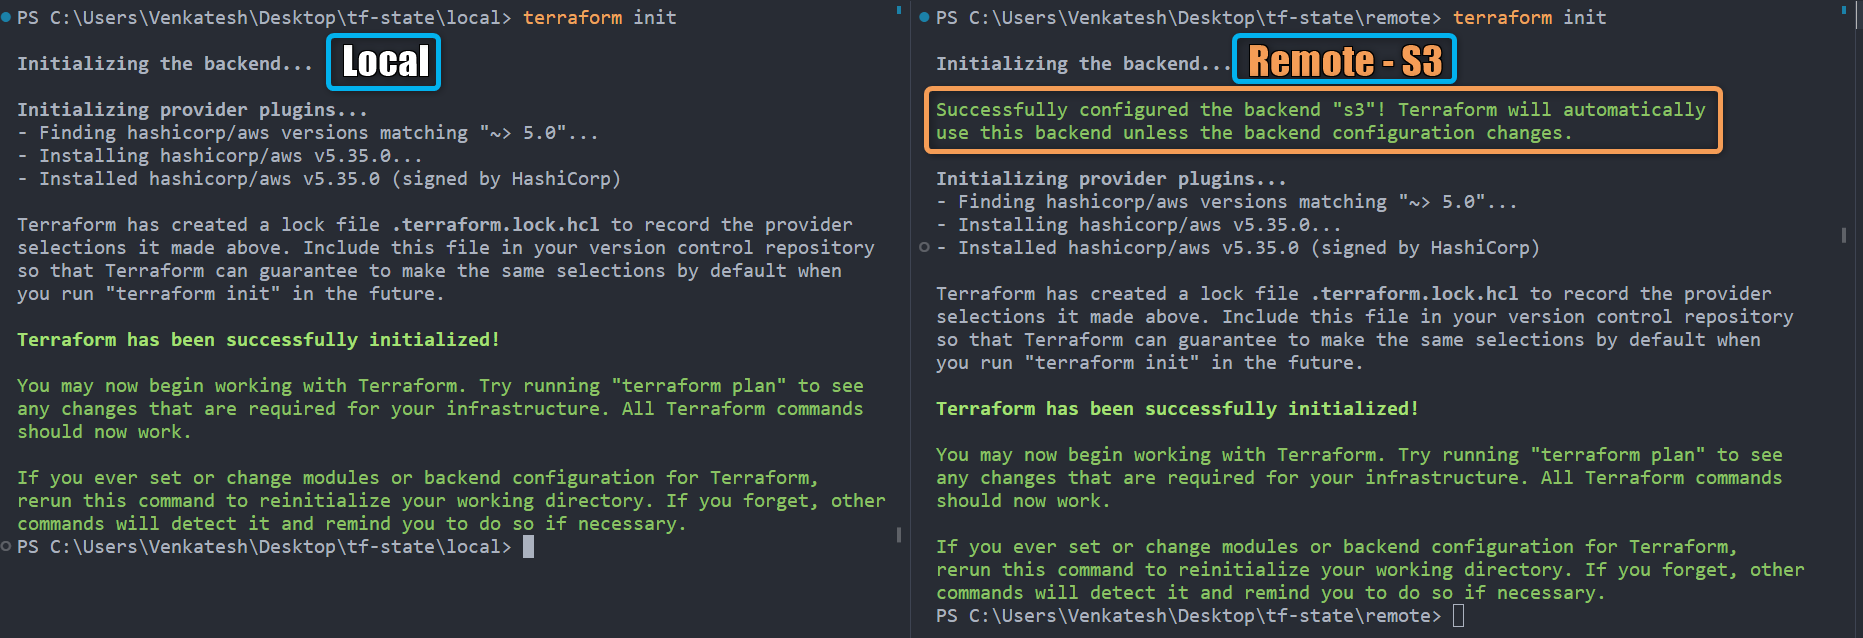 PS C:\Users\Venkatesh\Desktop\tf-state\local> terraform init
Initializing the backend...
Local
Initializing provider plugins...
- Finding hashicorp/aws versions matching "~> 5.0"...
- Installing hashicorp/aws v5.35.0...
- Installed hashicorp/aws v5.35.0 (signed by HashiCorp)
Terraform has created a lock file .terraform.lock.hcl to record the provider
selections it made above. Include this file in your version control repository
so that Terraform can guarantee to make the same selections by default when
you run "terraform init" in the future.
Terraform has been successfully initialized!
You may now begin working with Terraform. Try running "terraform plan" to see
any changes that are required for your infrastructure. All Terraform commands
should now work.
If you ever set or change modules or backend configuration for Terraform,
rerun this command to reinitialize your working directory. If you forget, other
commands will detect it and remind you to do so if necessary.
PS C:\Users\Venkatesh\Desktop\tf-state\local>
PS C:\Users\Venkatesh\Desktop\tf-state\remote> terraform init
Initializing the backend...
Remote - S3
Successfully configured the backend "s3"! Terraform will automatically
use this backend unless the backend configuration changes.
Initializing provider plugins...
- Finding hashicorp/aws versions matching "~> 5.0"...
- Installing hashicorp/aws v5.35.0...
- Installed hashicorp/aws v5.35.0 (signed by HashiCorp)
Terraform has created a lock file .terraform.lock.hcl to record the provider
selections it made above. Include this file in your version control repository
so that Terraform can guarantee to make the same selections by default when
you run "terraform init" in the future.
Terraform has been successfully initialized!
You may now begin working with Terraform. Try running "terraform plan" to see
any changes that are required for your infrastructure. All Terraform commands
should now work.
If you ever set or change modules or backend configuration for Terraform,
rerun this command to reinitialize your working directory. If you forget, other
commands will detect it and remind you to do so if necessary.
PS C:\Users\Venkatesh\Desktop\tf-state\remote>